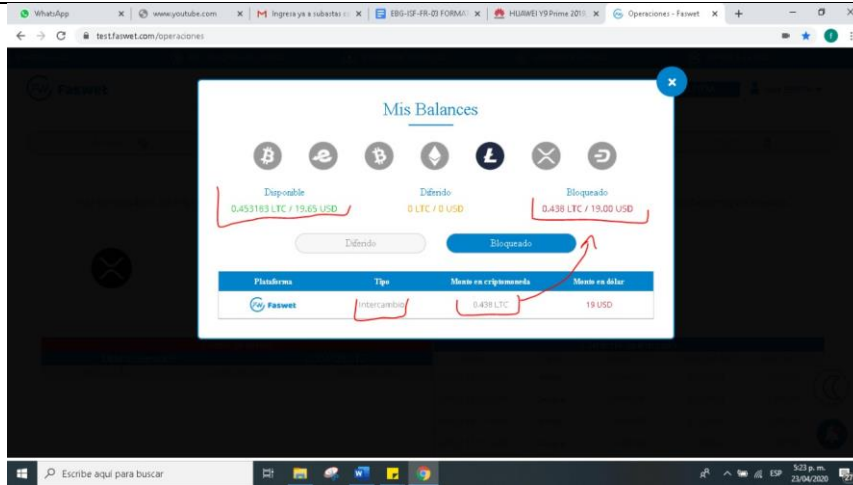 WhatsApp
www.youtube.com
Ingresa ya a subastas
EBG-ISF-FR-03 FORMA
HUAWEI Y9 Prime 2019
Operaciones - Faswet
test.faswet.com/operaciones
Faswet
Mis Balances
Disponible
Diferido
Bloqueado
0.453163 LTC / 19.65 USD
0 LTC / 0 USD
0.438 LTC / 19.00 USD
Diferido
Bloqueado
Plataforma
Tipo
Monto en criptomoneda
Monto en dólar
FW Faswet
Intercambio
0.438 LTC
19 USD
Escribe aquí para buscar
ESP
5:23 p. m.
23/04/2020